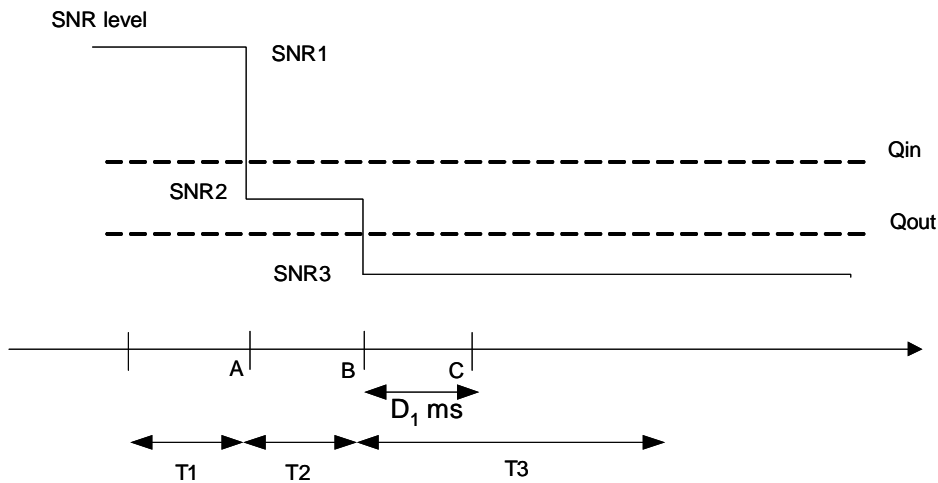 SNR level
SNR1
Qin
SNR2
Qout
SNR3
A
B
C
D₁ ms
T1
T2
T3